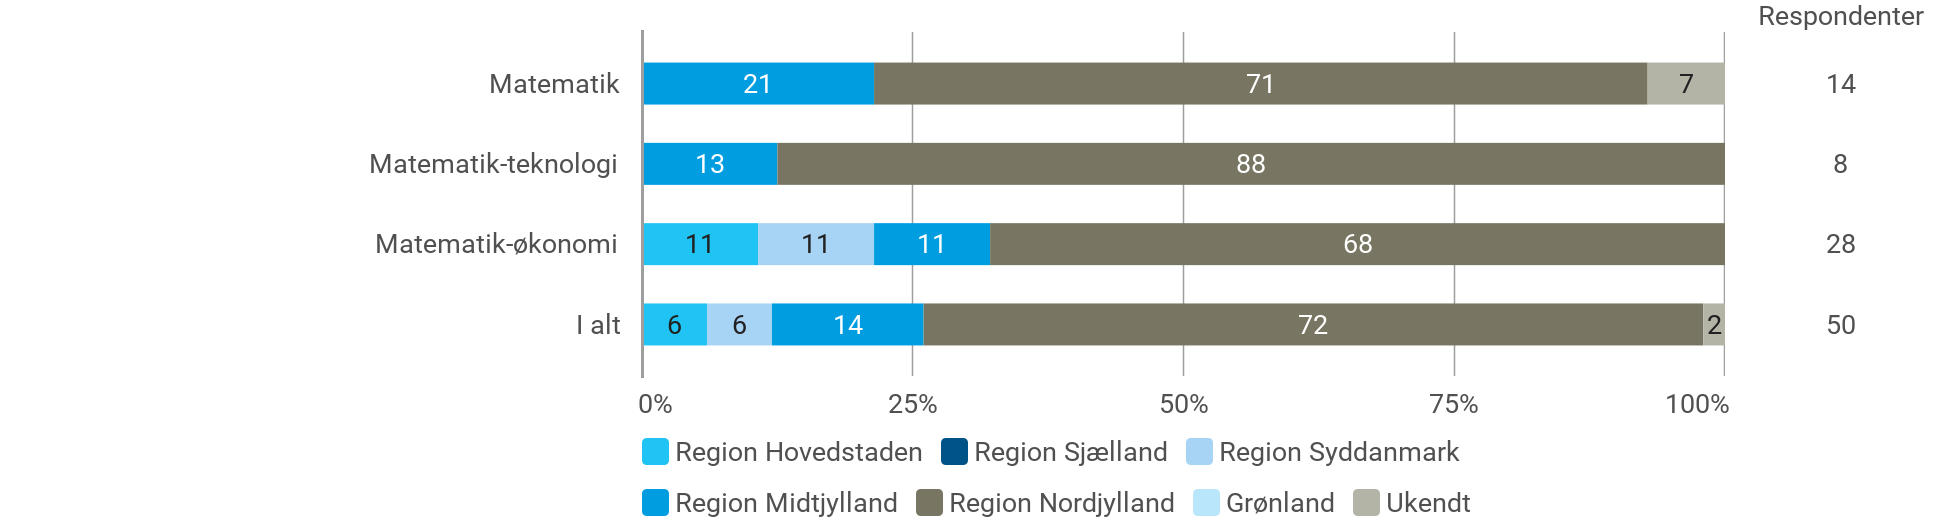 Respondenter
Matematik 21 71 7 14
Matematik-teknologi 13 88 8
Matematik-økonomi 11 11 11 68 28
I alt 6 6 14 72 2 50
0% 25% 50% 75% 100%
Region Hovedstaden Region Sjælland Region Syddanmark
Region Midtjylland Region Nordjylland Grønland Ukendt